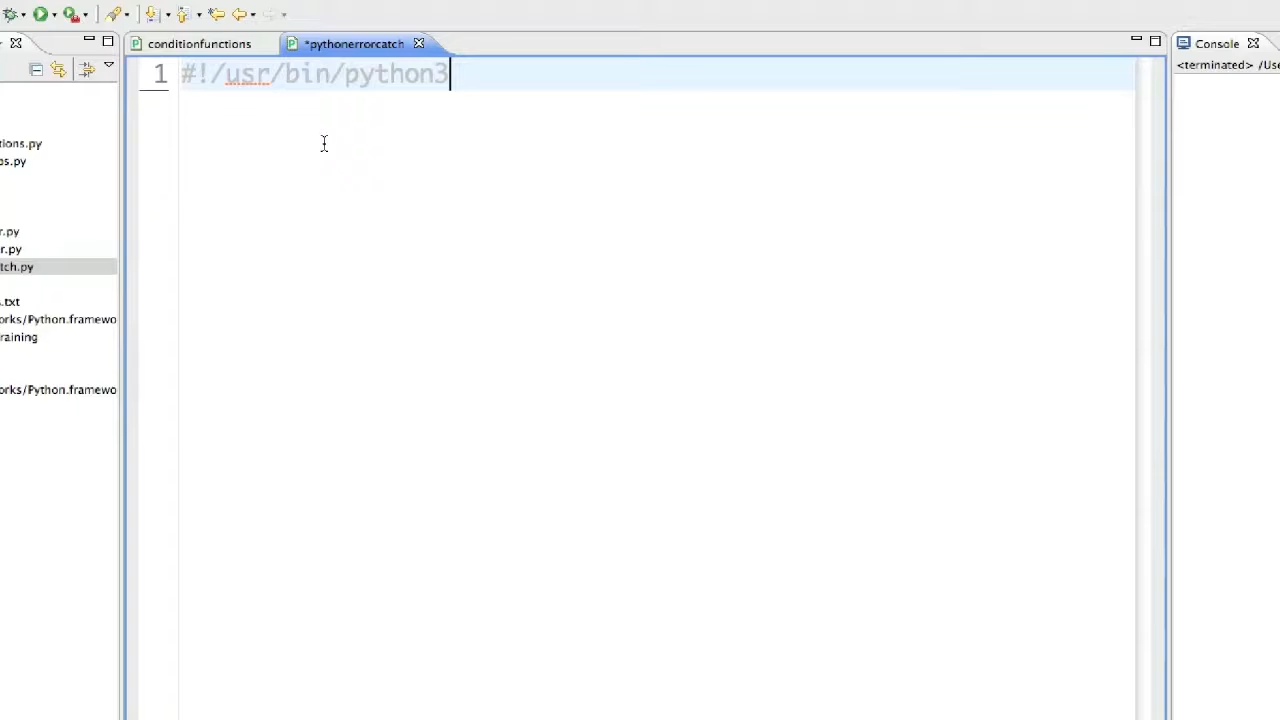 conditionfunctions
*pythonerrorcatch
Console
<terminated> /Use
1 #!/usr/bin/python3
tions.py
os.py
r.py
r.py
tch.py
s.txt
orks/Python.framewo
raining
orks/Python.framewo